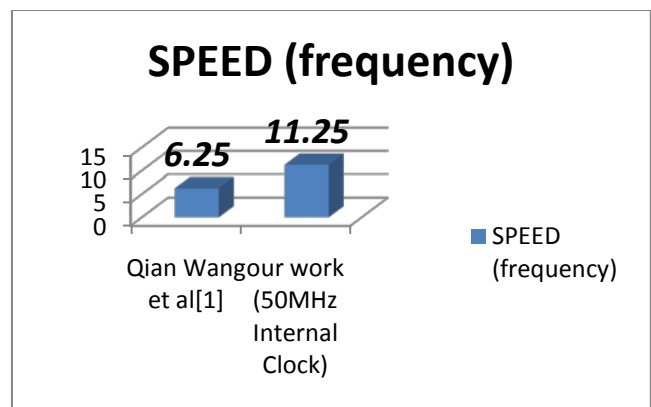 SPEED (frequency)
6.25
11.25
15
10
5
0
Qian Wang
et al[1]
our work
(50MHz
Internal
Clock)
SPEED
(frequency)